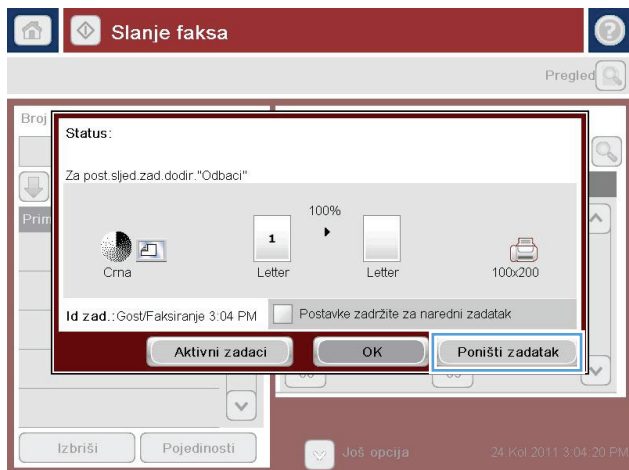 Slanje faksa
Pregled
Broj
Status:
Za post.sljed.zad.dodir."Odbaci"
Prim
100%
1
Crna
Letter
Letter
100x200
Id zad.:Gost/Faksiranje 3:04 PM
Postavke zadržite za naredni zadatak
Aktivni zadaci
OK
Poništi zadatak
Izbriši
Pojedinosti
Još opcija
24 Kol 2011 3:04:20 PM